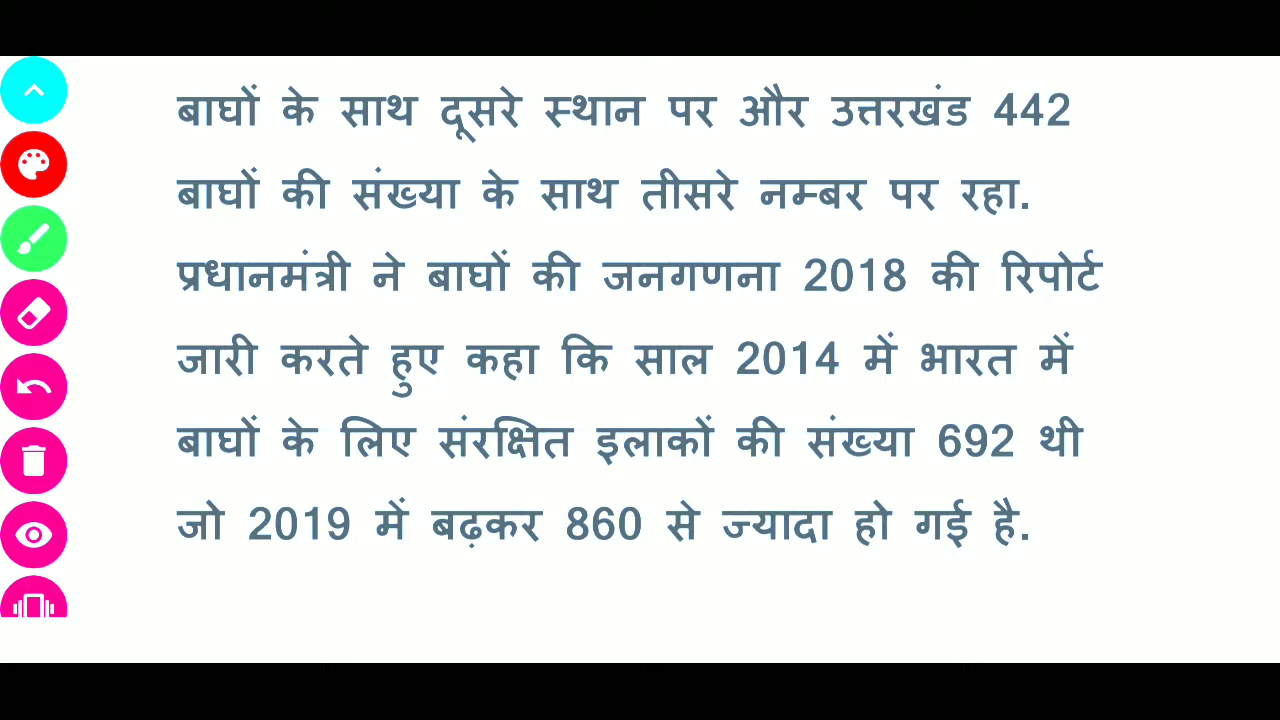 बाघों के साथ दूसरे स्थान पर और उत्तरखंड 442
बाघों की संख्या के साथ तीसरे नम्बर पर रहा.
प्रधानमंत्री ने बाघों की जनगणना 2018 की रिपोर्ट
जारी करते हुए कहा कि साल 2014 में भारत में
बाघों के लिए संरक्षित इलाकों की संख्या 692 थी
जो 2019 में बढ़कर 860 से ज्यादा हो गई है.